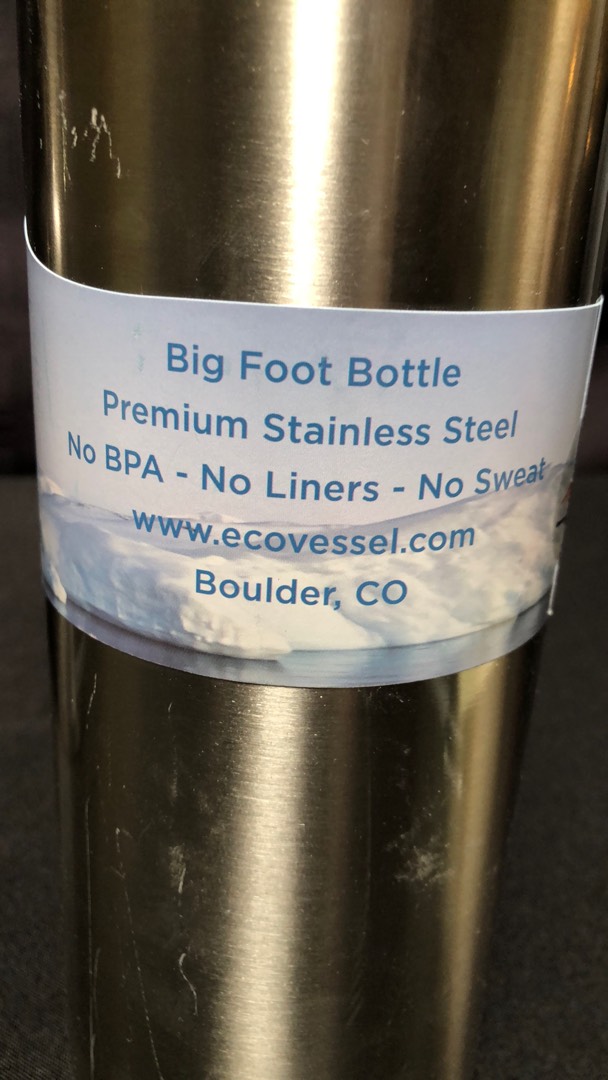 Big Foot Bottle
Premium Stainless Steel
No BPA - No Liners - No Sweat
www.ecovessel.com
Boulder, CO